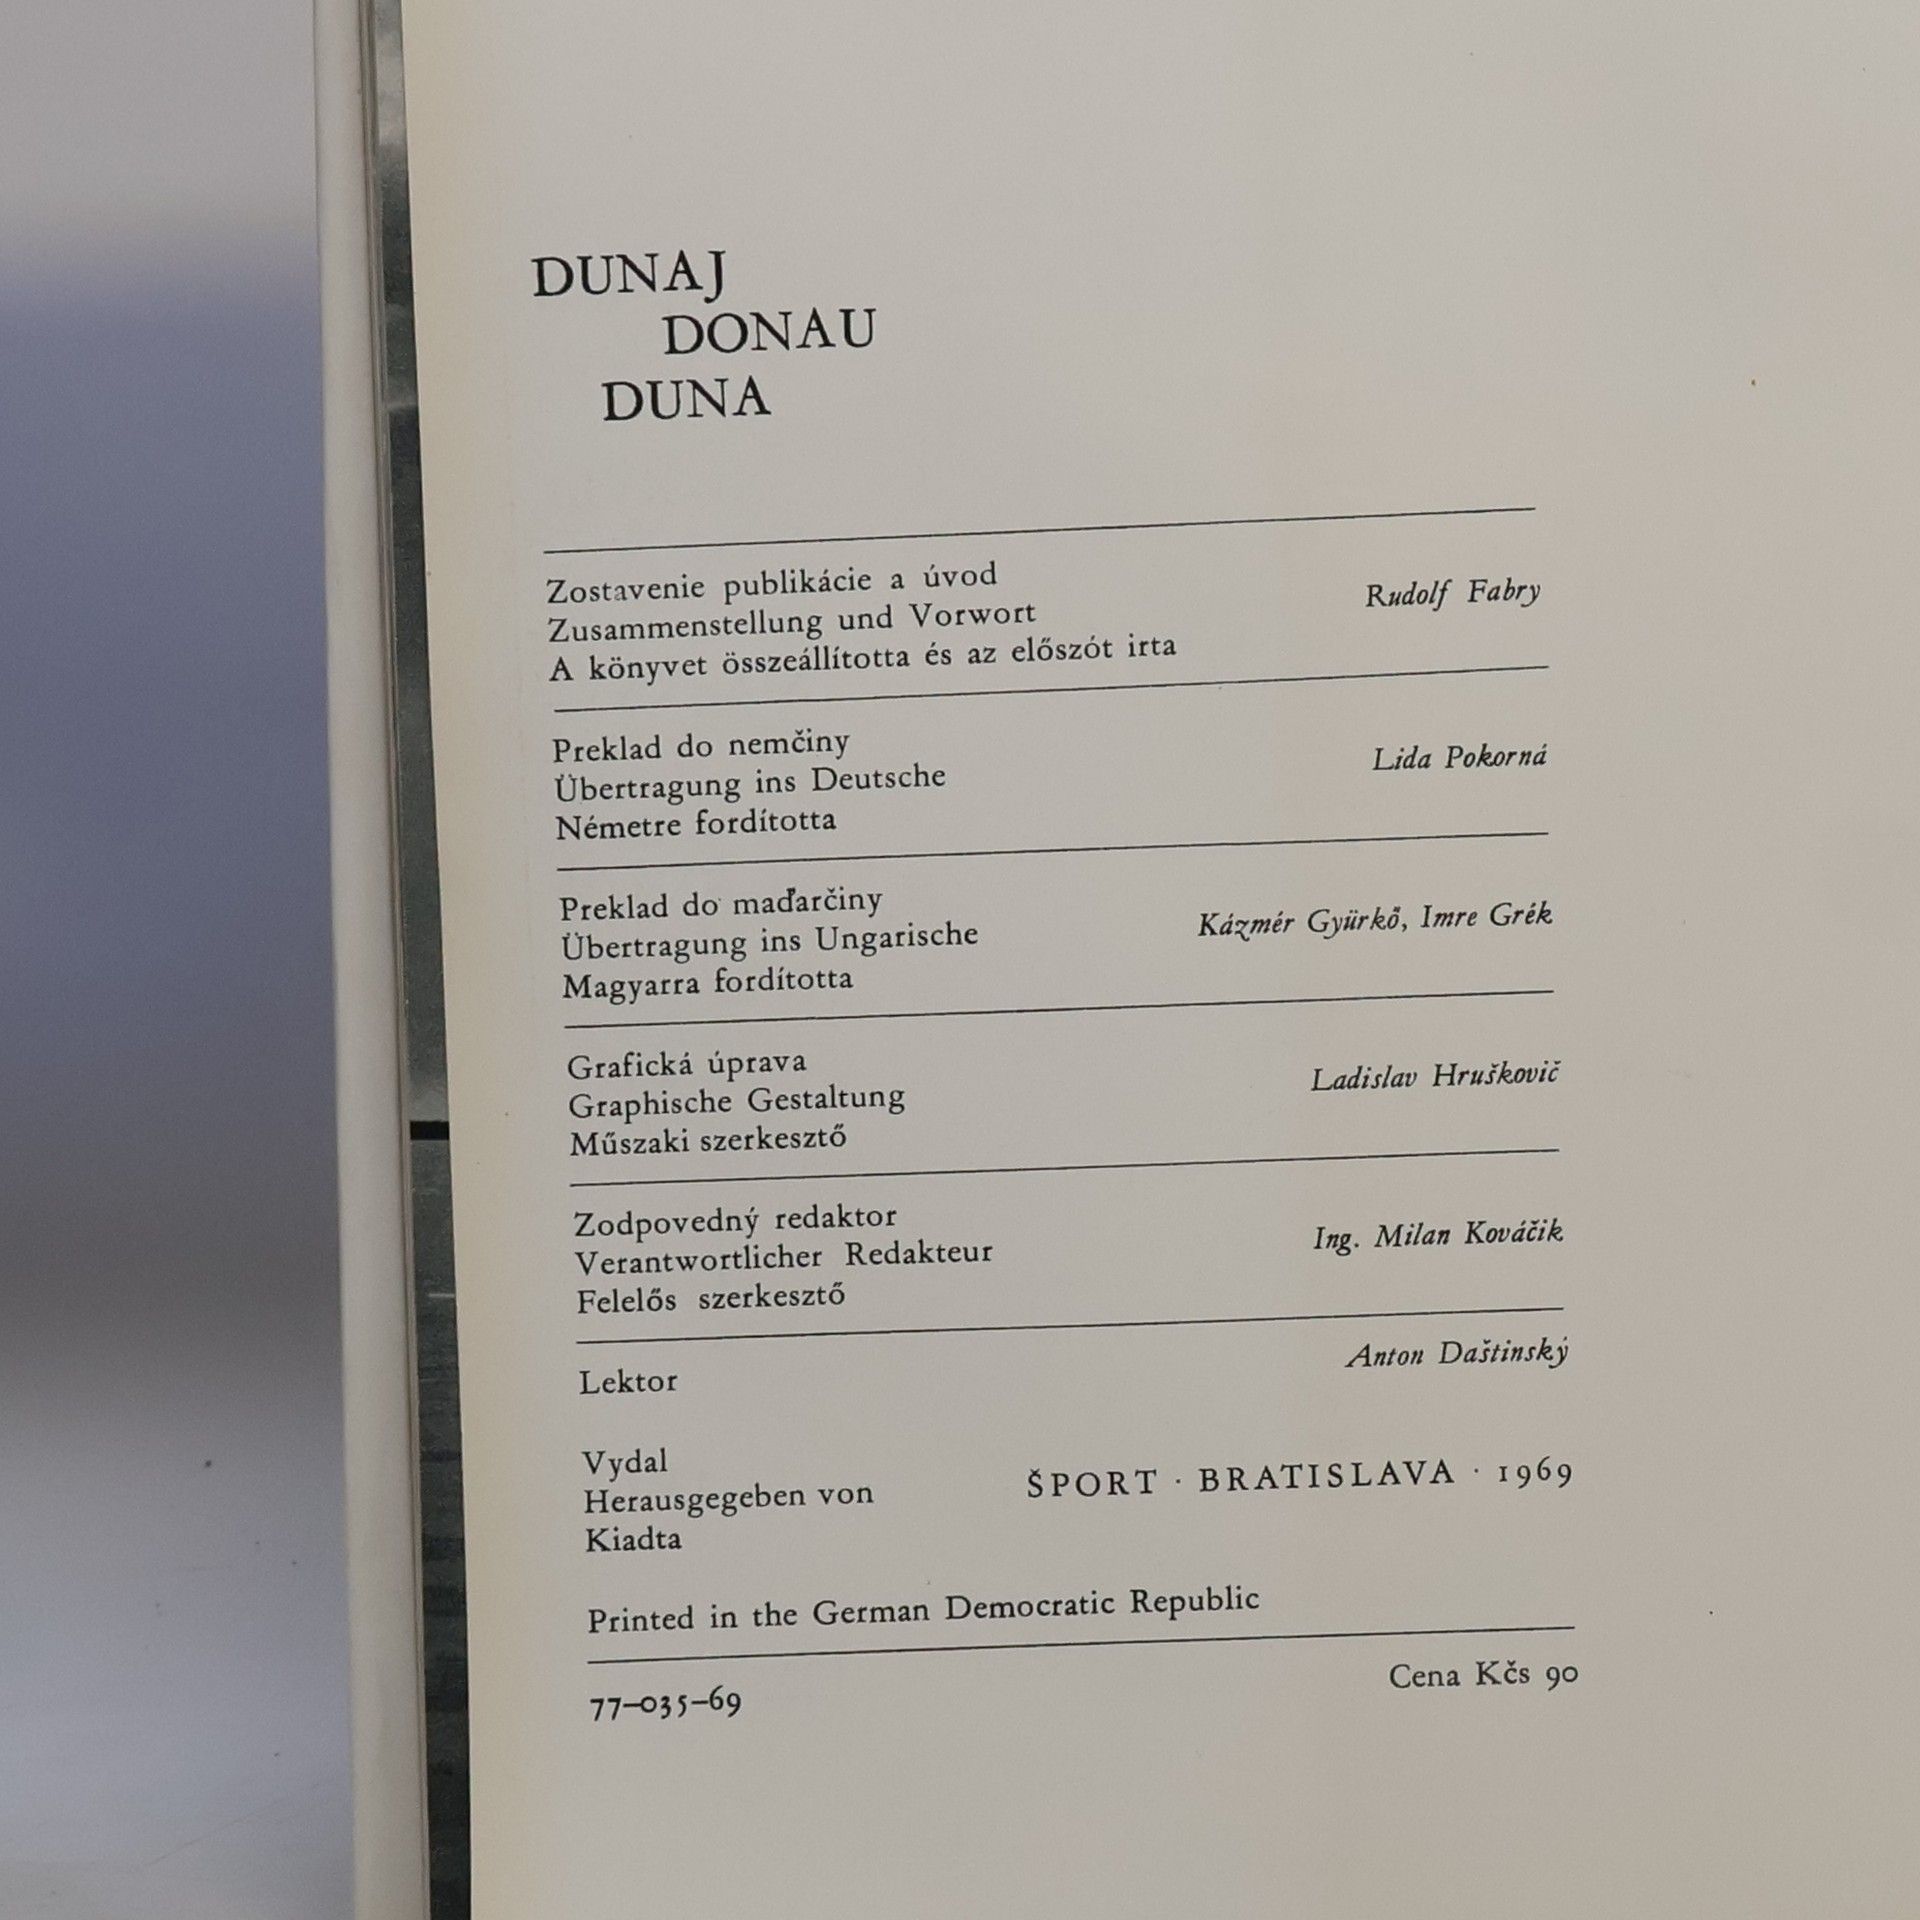 DUNAJ
DONAU
DUNA
Zostavenie publikácie a úvod
Zusammenstellung und Vorwort
A könyvet összeállította és az előszót irta
Rudolf Fabry
Preklad do nemčiny
Übertragung ins Deutsche
Németre fordította
Lida Pokorná
Preklad do maďarčiny
Übertragung ins Ungarische
Magyarra fordította
Kázmér Gyürkő, Imre Grék
Grafická úprava
Graphische Gestaltung
Műszaki szerkesztő
Ladislav Hruškovič
Zodpovedný redaktor
Verantwortlicher Redakteur
Felelős szerkesztő
Ing. Milan Kováčik
Lektor
Anton Daštinský
Vydal
Herausgegeben von
Kiadta
ŠPORT · BRATISLAVA · 1969
Printed in the German Democratic Republic
77–035–69
Cena Kčs 90